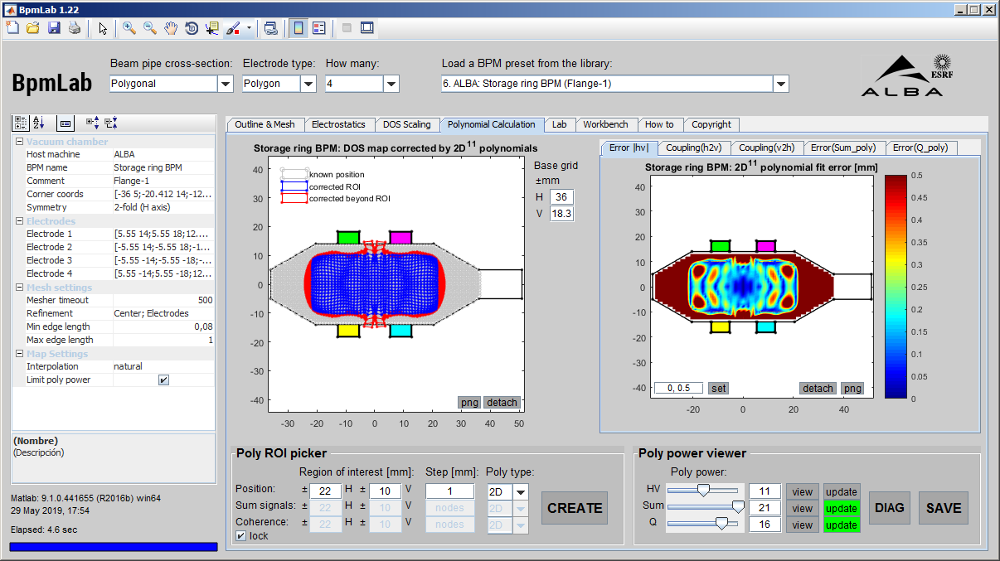 BpmLab 1.22
Beam pipe cross-section: Electrode type: How many: Load a BPM preset from the library:
BpmLab
Polygonal Polygon 4 6. ALBA: Storage ring BPM (Flange-1)
ALBA
ESRF
Vacuum chamber
Host machine ALBA
BPM name Storage ring BPM
Comment Flange-1
Corner coords [-36 5;-20.412 14;-12...
Symmetry 2-fold (H axis)
Electrodes
Electrode 1 [5.55 14;5.55 18;12....
Electrode 2 [-5.55 14;-5.55 18;-1...
Electrode 3 [-5.55 -14;-5.55 -18;-...
Electrode 4 [5.55 -14;5.55 -18;12...
Mesh settings
Mesher timeout 500
Refinement Center; Electrodes
Min edge length 0,08
Max edge length 1
Map Settings
Interpolation natural
Limit poly power
(Nombre)
(Descripción)
Matlab: 9.1.0.441655 (R2016b) win64
29 May 2019, 17:54
Elapsed: 4.6 sec
Outline & Mesh Electrostatics DOS Scaling Polynomial Calculation Lab Workbench How to Copyright
Storage ring BPM: DOS map corrected by 2D11 polynomials
known position
corrected ROI
corrected beyond ROI
40
30
20
10
0
-10
-20
-30
-40
-30 -20 -10 0 10 20 30 40 50
png detach
Base grid
±mm
H 36
V 18.3
Error |hv| Coupling(h2v) Coupling(v2h) Error(Sum_poly) Error(Q_poly)
Storage ring BPM: 2D11 polynomial fit error [mm]
40
30
20
10
0
-10
-20
-30
-40
-20 0 20 40
0, 0.5 set detach png
0.5
0.45
0.4
0.35
0.3
0.25
0.2
0.15
0.1
0.05
0
Poly ROI picker
Region of interest [mm]: Step [mm]: Poly type:
Position: ± 22 H ± 10 V 1 2D
Sum signals: ± 22 H ± 10 V nodes 2D
Coherence: ± 22 H ± 10 V nodes 2D
lock
CREATE
Poly power viewer
Poly power:
HV 11 view update
Sum 21 view update
Q 16 view update
DIAG SAVE